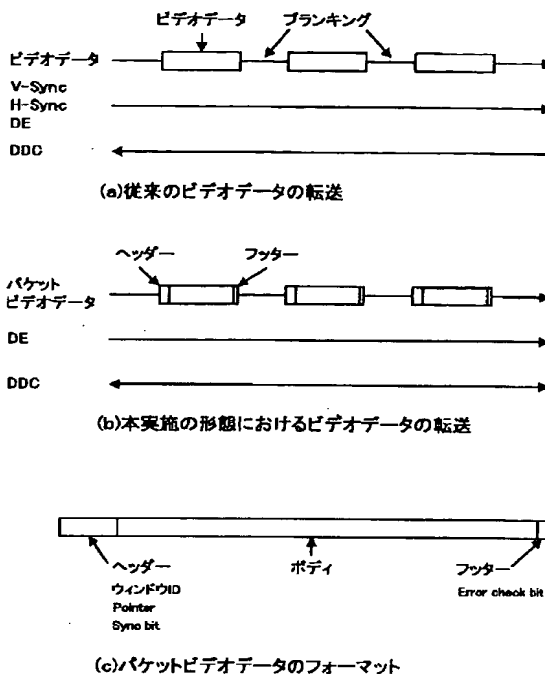 ビデオデータ ブランキング
ビデオデータ
V-Sync
H-Sync
DE
DDC
(a)従来のビデオデータの転送
ヘッダー フッター
パケット
ビデオデータ
DE
DDC
(b)本実施の形態におけるビデオデータの転送
ヘッダー ボディ フッター
ウィンドウID Error check bit
Pointer
Sync bit
(c)パケットビデオデータのフォーマット